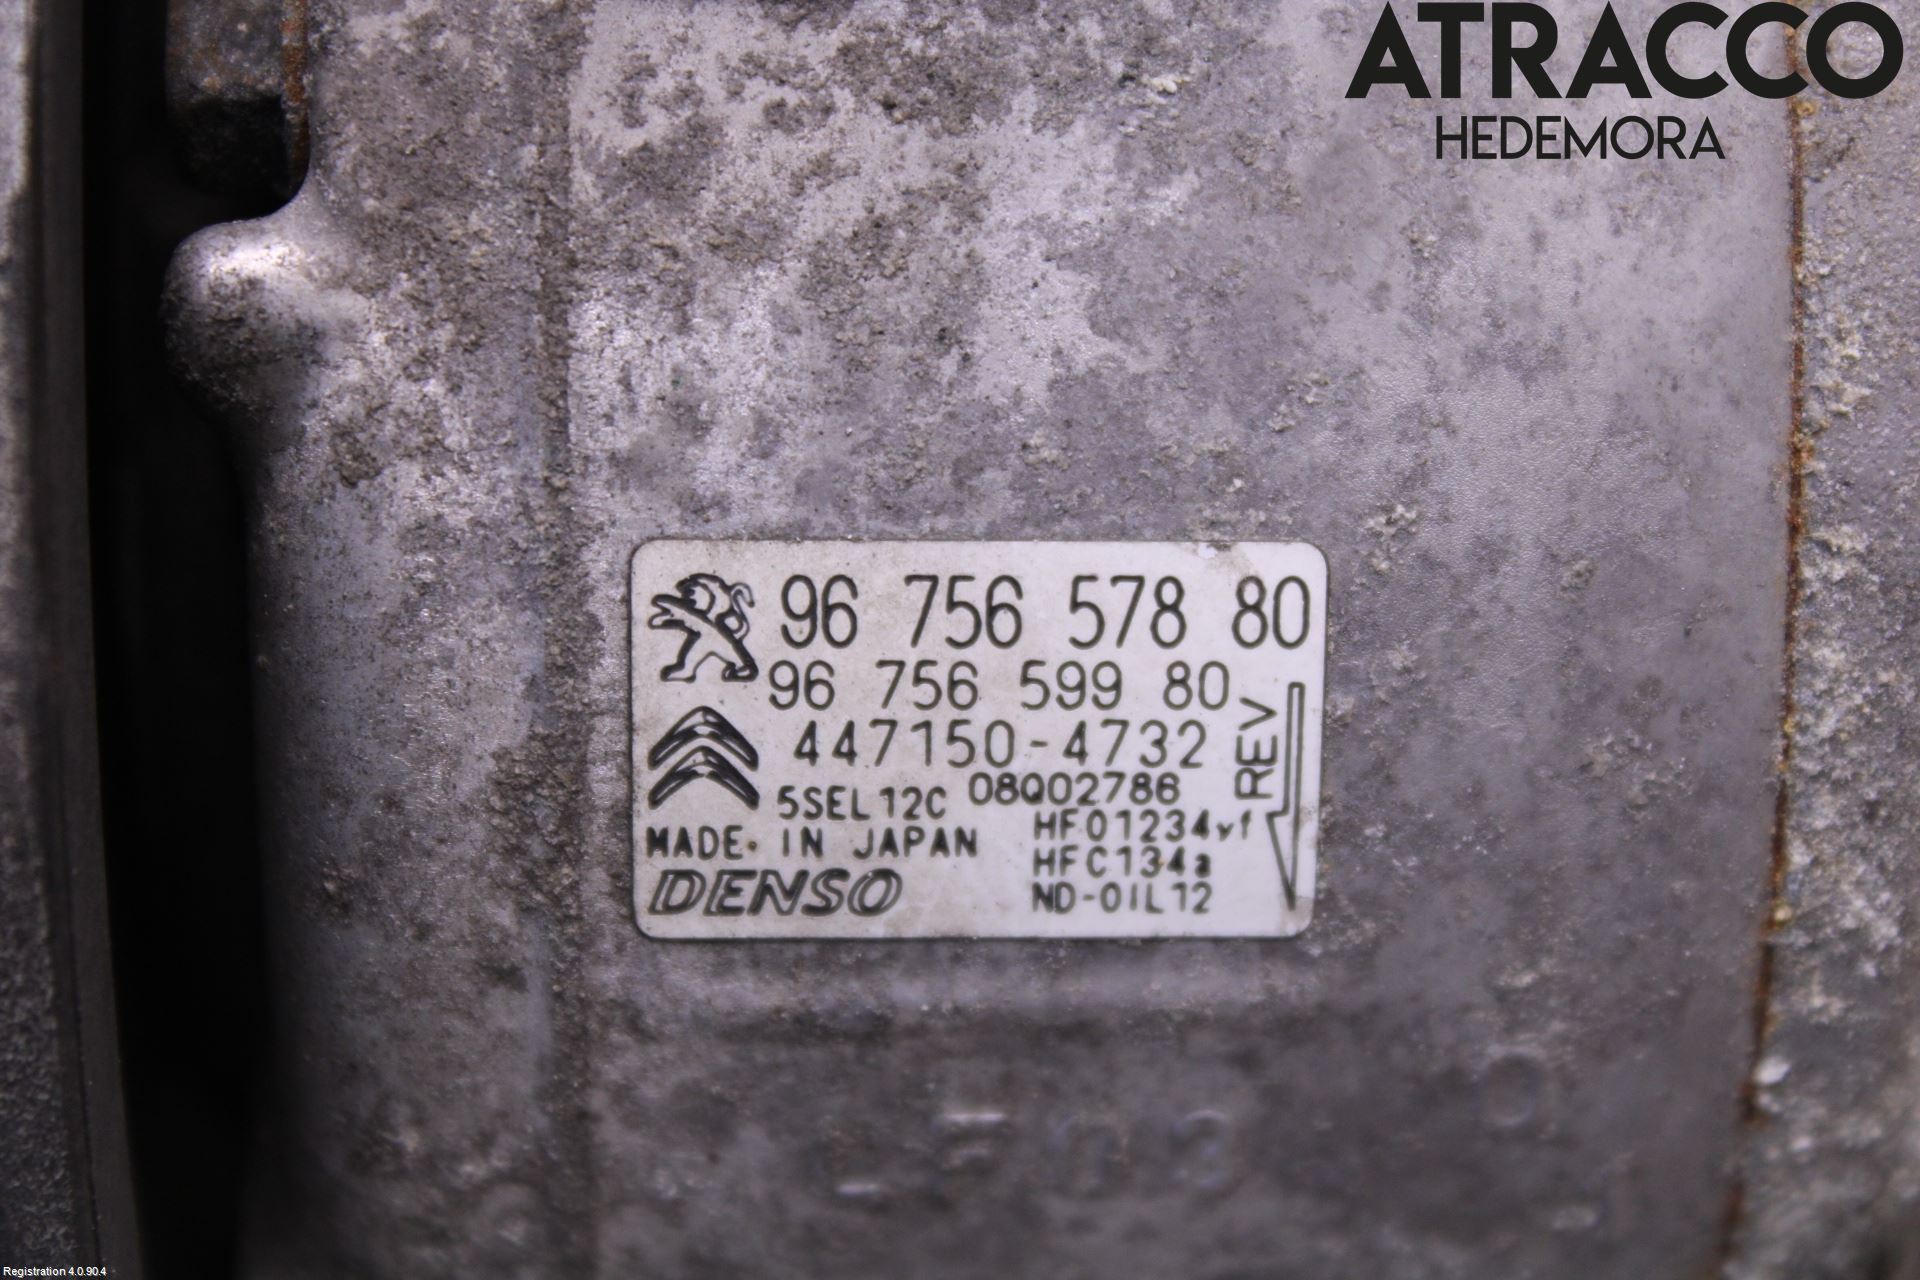 ATRACCO
HEDEMORA
96 756 578 80
96 756 599 80
447150-4732
REV
5SEL12C 08Q02786
HF01234yf
MADE IN JAPAN
HFC134a
DENSO
ND-OIL12
Registration 4.0.90.4